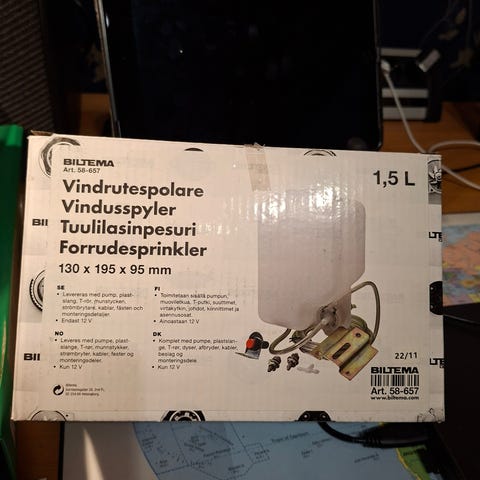 BILTEMA
Art. 58-657
1,5 L
Vindrutespolare
Vindusspyler
Tuulilasinpesuri
Forrudesprinkler
130 x 195 x 95 mm
SE
• Levereras med pump, plast-
slang, T-rör, munstycken,
strömbrytare, kablar, fästen och
monteringsdetaljer.
• Endast 12 V
FI
• Toimitetaan sisältä pumpun,
muoviletkua, T-putki, suuttimet,
virtakytkin, johdot, kiinnittimet ja
asennusosat.
• Ainoastaan 12 V
NO
• Leveres med pumpe, plast-
slange, T-rør, munnstykker,
strømbryter, kabler, fester og
monteringsdeler.
• Kun 12 V
DK
• Komplet med pumpe, plastslan-
ge, T-rør, dyser, afbryder, kabler,
beslag og
monteringsdele.
• Kun 12 V
Biltema
22/11
BILTEMA
Art. 58-657
www.biltema.com